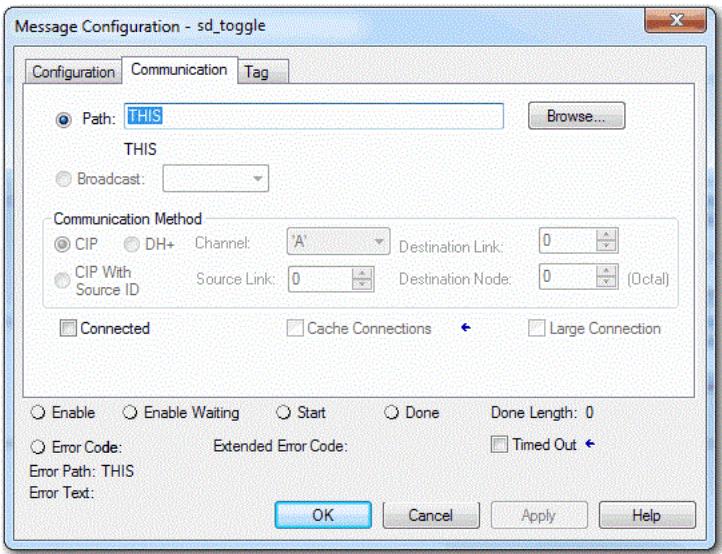 Message Configuration - sd_toggle
X
Configuration Communication Tag
Path: THIS Browse...
THIS
Broadcast:
Communication Method
CIP DH+ Channel: 'A' Destination Link: 0
CIP With Source ID Source Link: 0 Destination Node: 0 (Octal)
Connected Cache Connections ← Large Connection
Enable Enable Waiting Start Done Done Length: 0
Error Code: Extended Error Code: Timed Out ←
Error Path: THIS
Error Text:
OK Cancel Apply Help